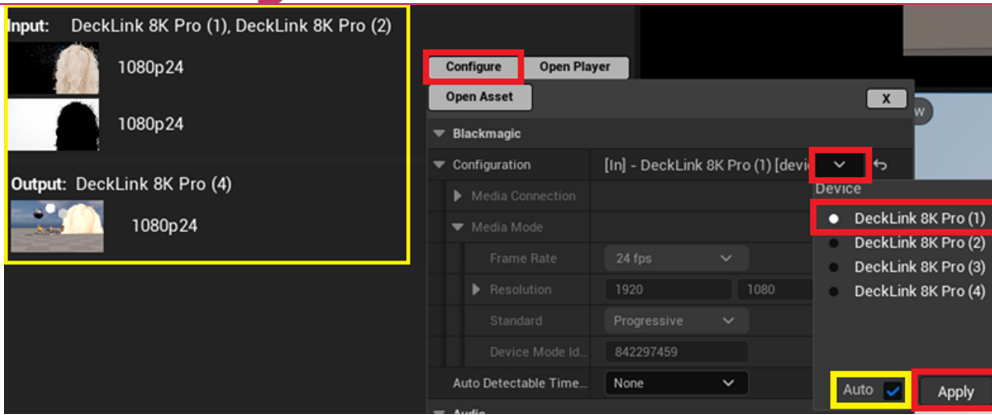 Input: DeckLink 8K Pro (1), DeckLink 8K Pro (2)
1080p24
1080p24
Output: DeckLink 8K Pro (4)
1080p24
Configure
Open Player
Open Asset
X
w
Blackmagic
Configuration
[In] - DeckLink 8K Pro (1) [devi
Media Connection
Media Mode
Frame Rate
24 fps
Resolution
1920
1080
Standard
Progressive
Device Mode Id...
842297459
Auto Detectable Time...
None
Audio
Device
DeckLink 8K Pro (1)
DeckLink 8K Pro (2)
DeckLink 8K Pro (3)
DeckLink 8K Pro (4)
Auto
Apply